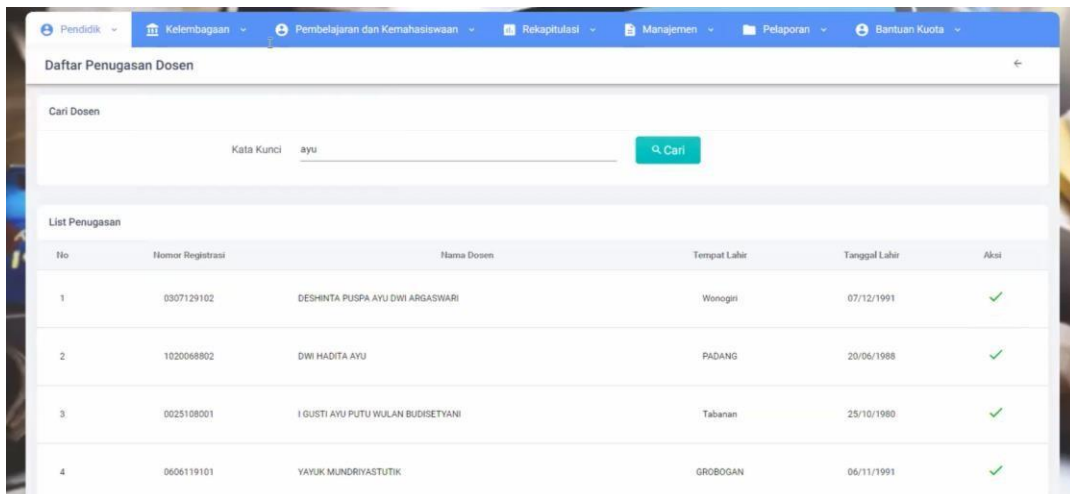 Pendidik Kelembagaan Pembelajaran dan Kemahasiswaan Rekapitulasi Manajemen Pelaporan Bantuan Kuota
Daftar Penugasan Dosen
Cari Dosen
Kata Kunci ayu Cari
List Penugasan
No Nomor Registrasi Nama Dosen Tempat Lahir Tanggal Lahir Aksi
1 0307129102 DESHINTA PUSPA AYU DWI ARGASWARI Wonogiri 07/12/1991
2 1020068802 DWI HADITA AYU PADANG 20/06/1988
3 0025108001 I GUSTI AYU PUTU WULAN BUDISETYANI Tabanan 25/10/1980
4 0606119101 YAYUK MUNDRIYASTUTIK GROBOGAN 06/11/1991